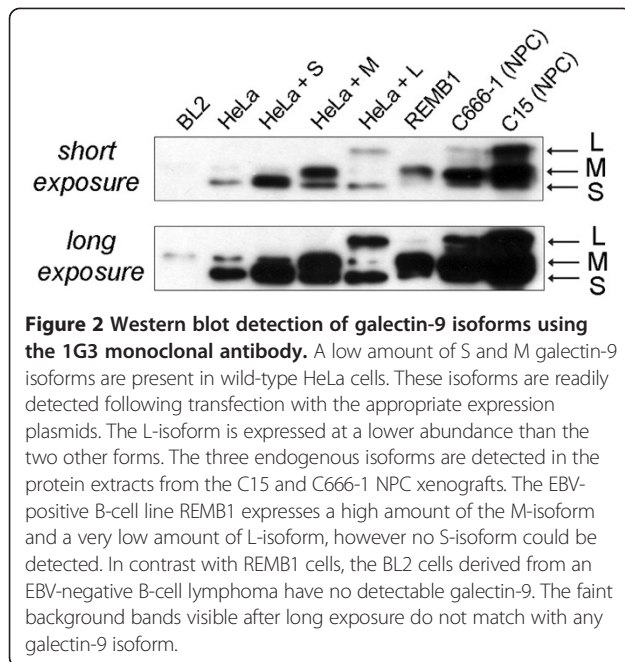 BL2
HeLa
HeLa + S
HeLa + M
HeLa + L
REMB1
C666-1 (NPC)
C15 (NPC)
short
exposure
L
M
S
long
exposure
L
M
S
Figure 2 Western blot detection of galectin-9 isoforms using
the 1G3 monoclonal antibody. A low amount of S and M galectin-9
isoforms are present in wild-type HeLa cells. These isoforms are readily
detected following transfection with the appropriate expression
plasmids. The L-isoform is expressed at a lower abundance than the
two other forms. The three endogenous isoforms are detected in the
protein extracts from the C15 and C666-1 NPC xenografts. The EBV-
positive B-cell line REMB1 expresses a high amount of the M-isoform
and a very low amount of L-isoform, however no S-isoform could be
detected. In contrast with REMB1 cells, the BL2 cells derived from an
EBV-negative B-cell lymphoma have no detectable galectin-9. The faint
background bands visible after long exposure do not match with any
galectin-9 isoform.